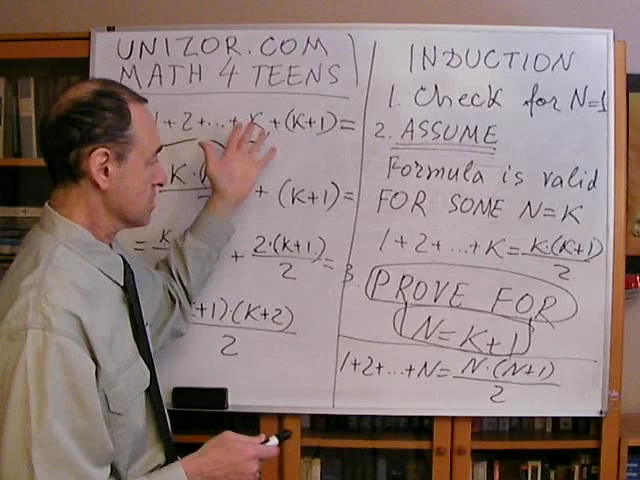 UNIZOR.COM
MATH 4 TEENS
1+2+...+K+(K+1)=
K·
+ (K+1)=
= K
+ 2·(K+1)/2 =
+1)·(K+2)/2
INDUCTION
1. Check for N=1
2. ASSUME
Formula is valid
FOR SOME N=K
1+2+...+K=K·(K+1)/2
3. PROVE FOR
N=K+1
1+2+...+N=N·(N+1)/2